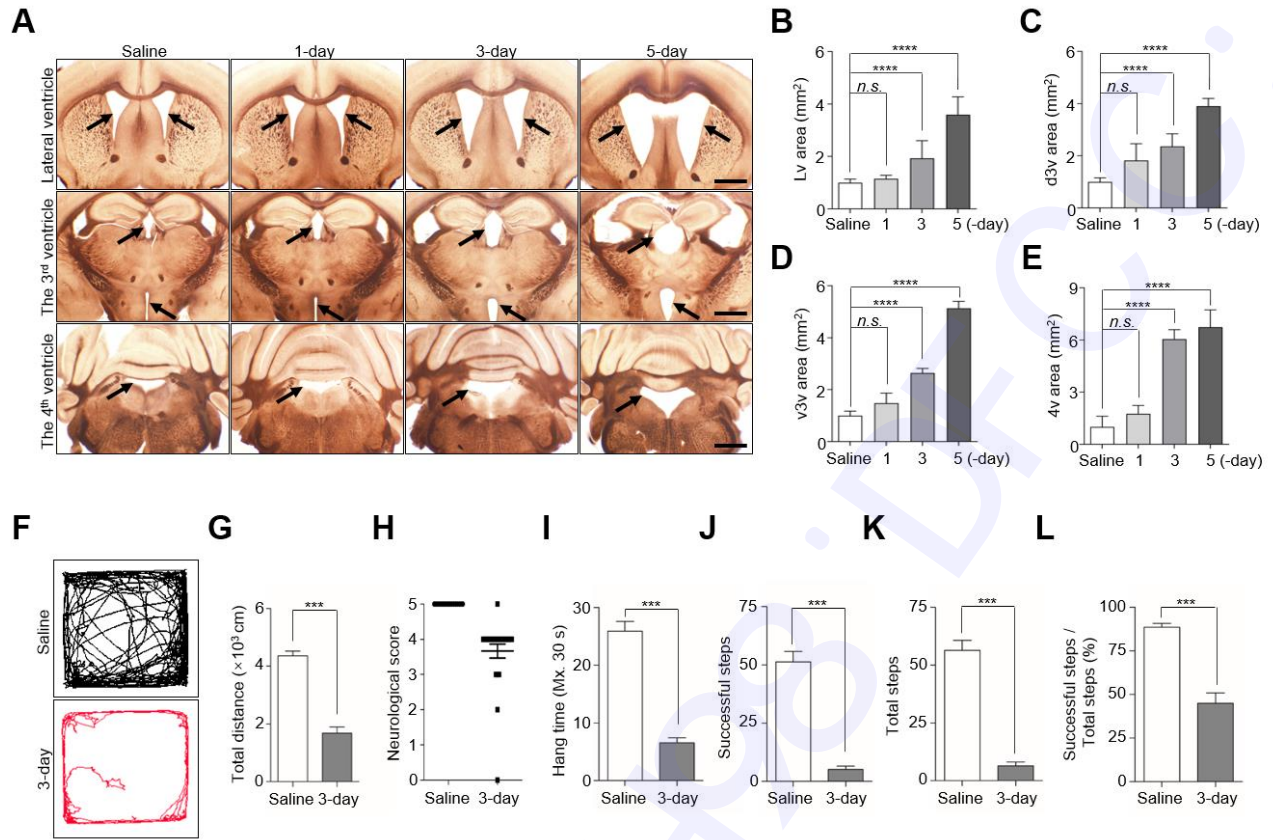 A
Saline 1-day 3-day 5-day
Lateral ventricle
The 3rd ventricle
The 4th ventricle
B
Lv area (mm²)
6
4
2
0
****
****
n.s.
Saline 1 3 5 (-day)
C
d3v area (mm²)
6
4
2
0
****
****
n.s.
Saline 1 3 5 (-day)
D
v3v area (mm²)
6
4
2
0
****
****
n.s.
Saline 1 3 5 (-day)
E
4v area (mm²)
9
6
3
0
****
****
n.s.
Saline 1 3 5 (-day)
F
Saline
3-day
G
Total distance (× 10³ cm)
6
4
2
0
***
Saline 3-day
H
Neurological score
5
4
3
2
1
0
Saline 3-day
I
Hang time (Mx. 30 s)
30
20
10
0
***
Saline 3-day
J
Successful steps
75
50
25
0
***
Saline 3-day
K
Total steps
75
50
25
0
***
Saline 3-day
L
Successful steps /
Total steps (%)
100
75
50
25
0
***
Saline 3-day